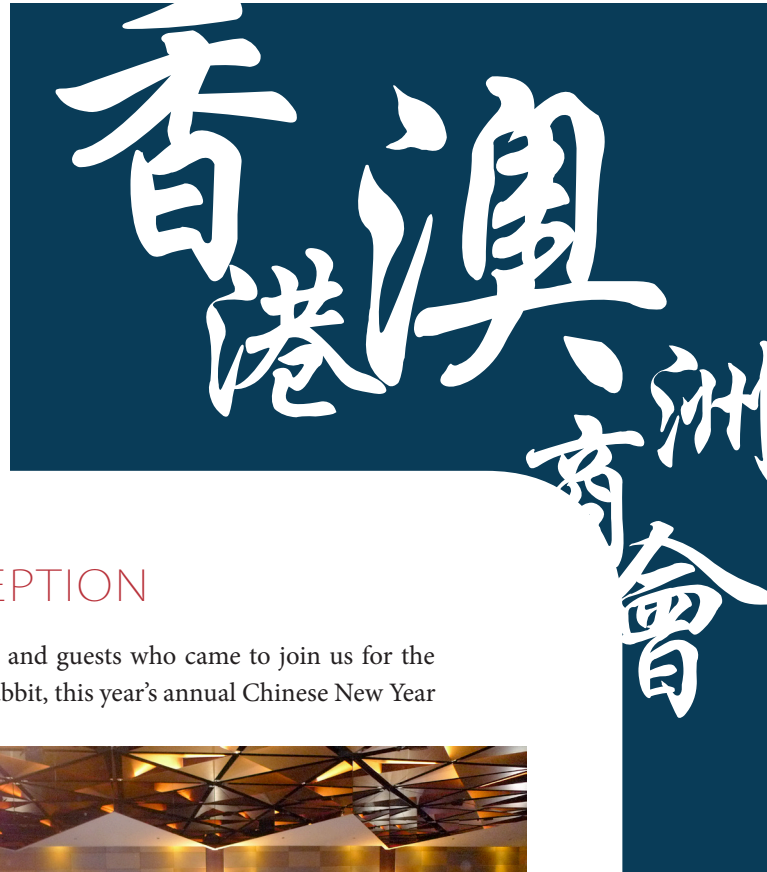 香港澳洲商會
EPTION
and guests who came to join us for the
bbit, this year’s annual Chinese New Year